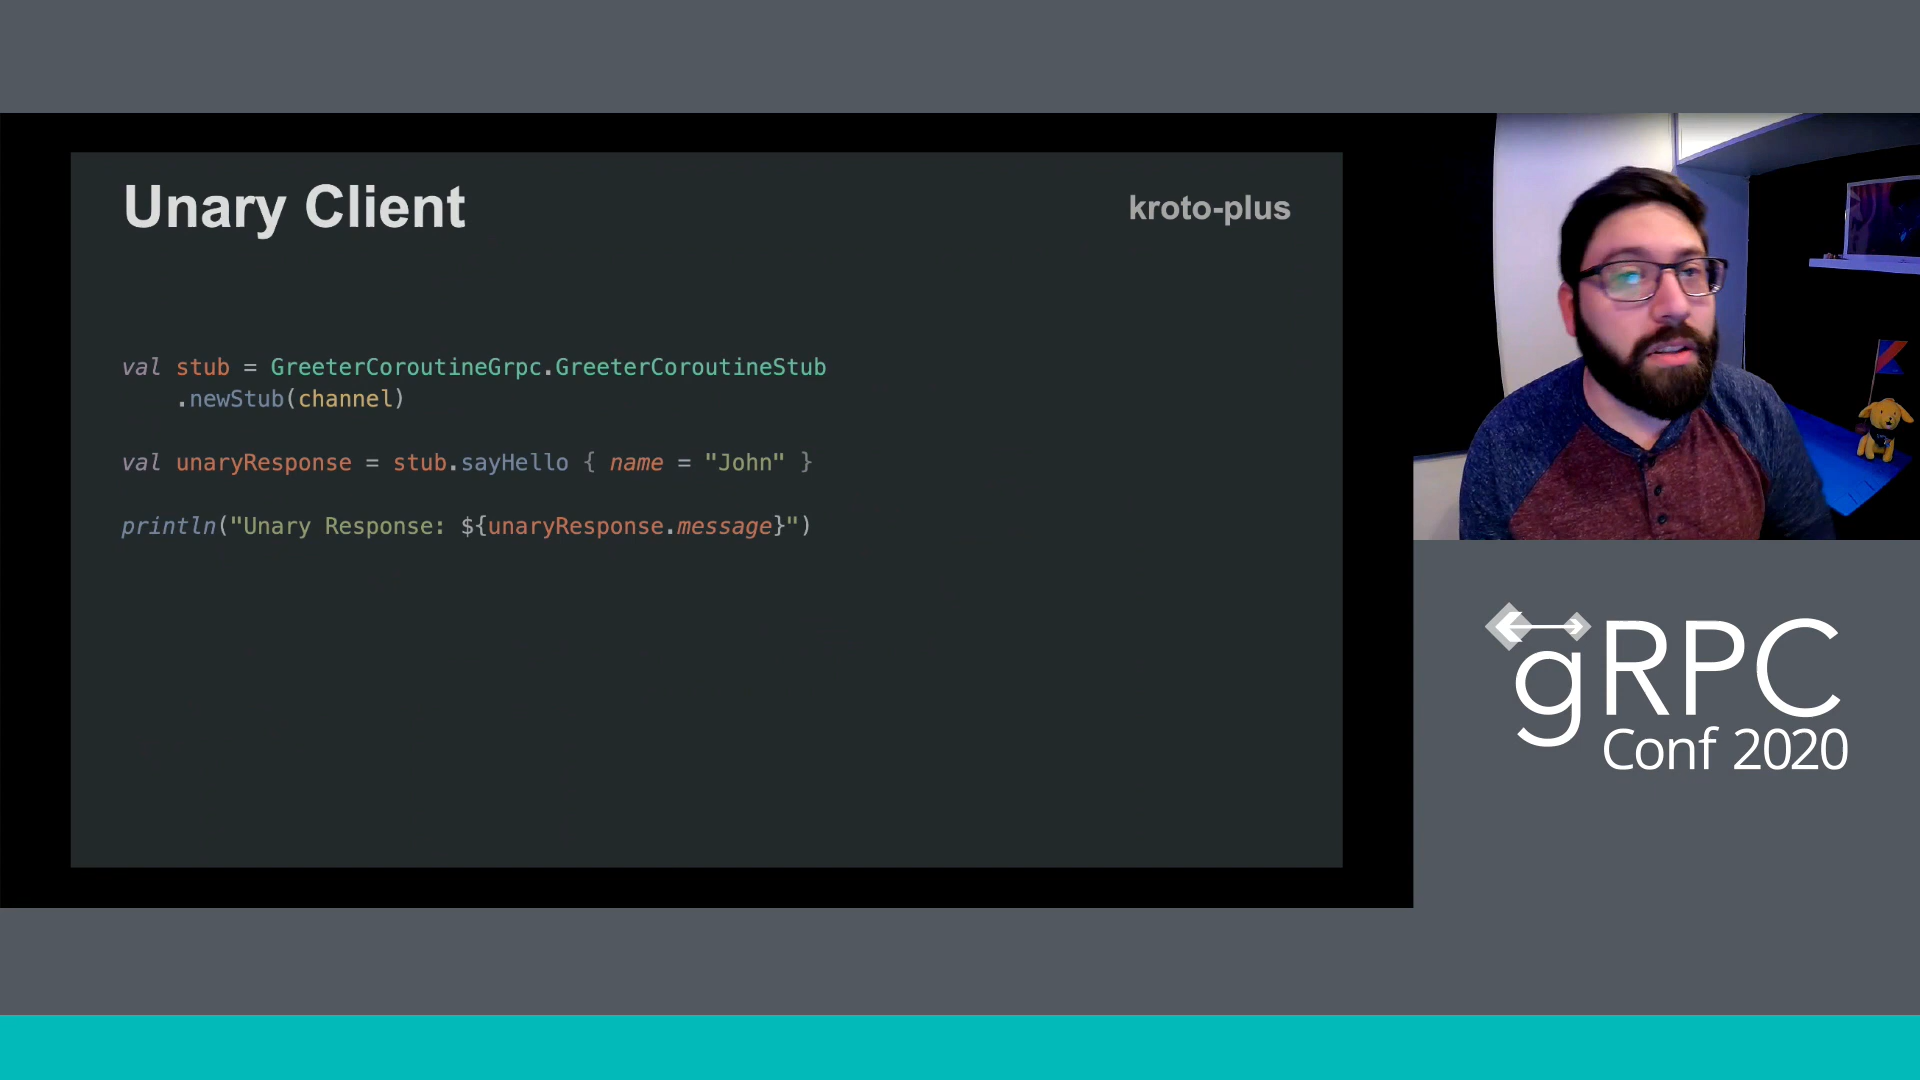 Unary Client
kroto-plus
val stub = GreeterCoroutineGrpc.GreeterCoroutineStub
.newStub(channel)
val unaryResponse = stub.sayHello { name = "John" }
println("Unary Response: ${unaryResponse.message}")
gRPC
Conf 2020